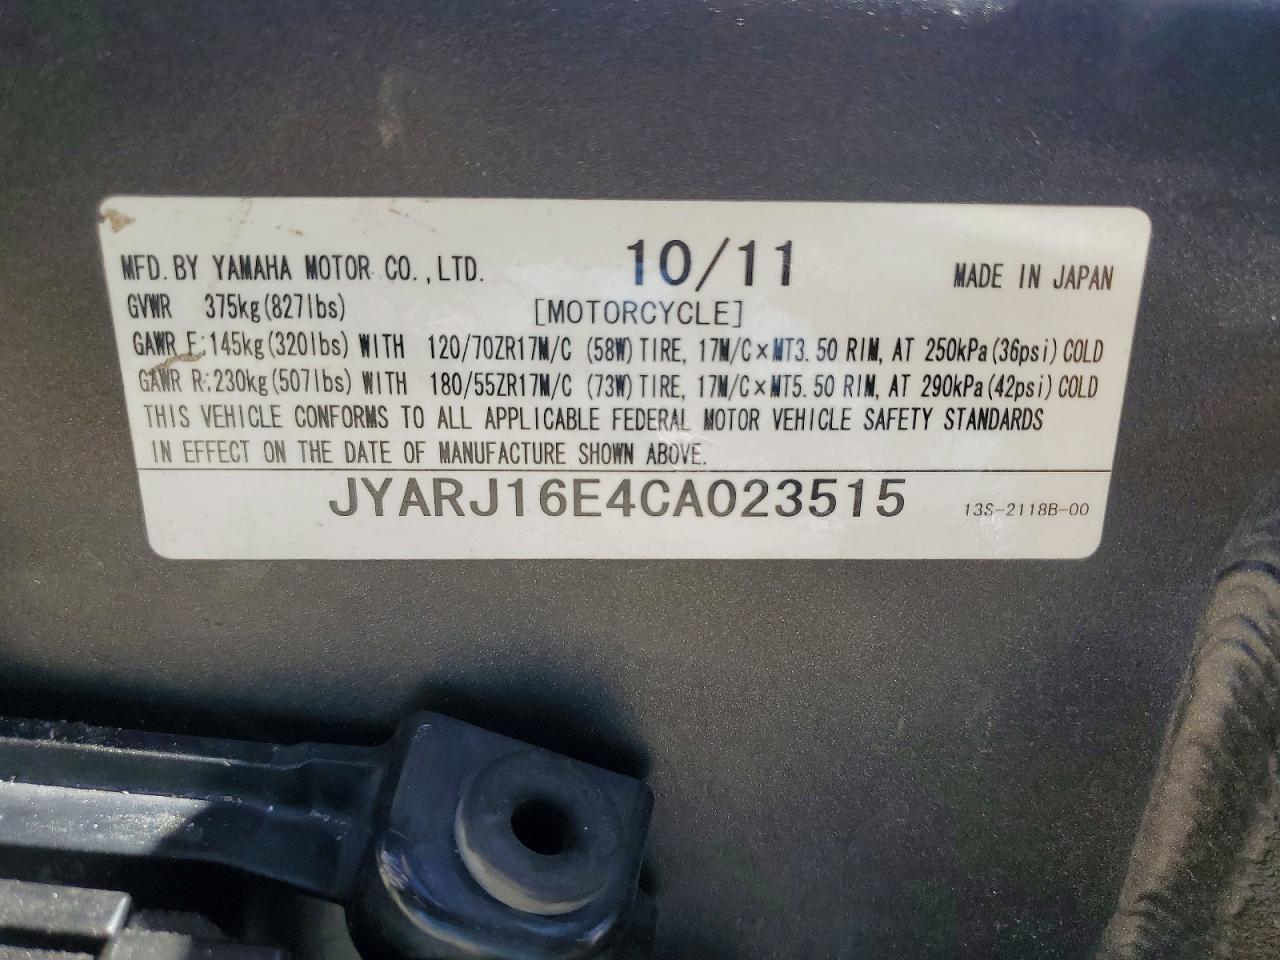 MFD. BY YAMAHA MOTOR CO.,LTD. 10/11 MADE IN JAPAN
GVWR 375kg(827lbs) [MOTORCYCLE]
GAWR F:145kg(320lbs) WITH 120/70ZR17M/C (58W)TIRE, 17M/C×MT3.50 RIM, AT 250kPa(36psi)COLD
GAWR R:230kg(507lbs) WITH 180/55ZR17M/C (73W)TIRE, 17M/C×MT5.50 RIM, AT 290kPa(42psi)COLD
THIS VEHICLE CONFORMS TO ALL APPLICABLE FEDERAL MOTOR VEHICLE SAFETY STANDARDS
IN EFFECT ON THE DATE OF MANUFACTURE SHOWN ABOVE.
JYARJ16E4CA023515 13S-2118B-00